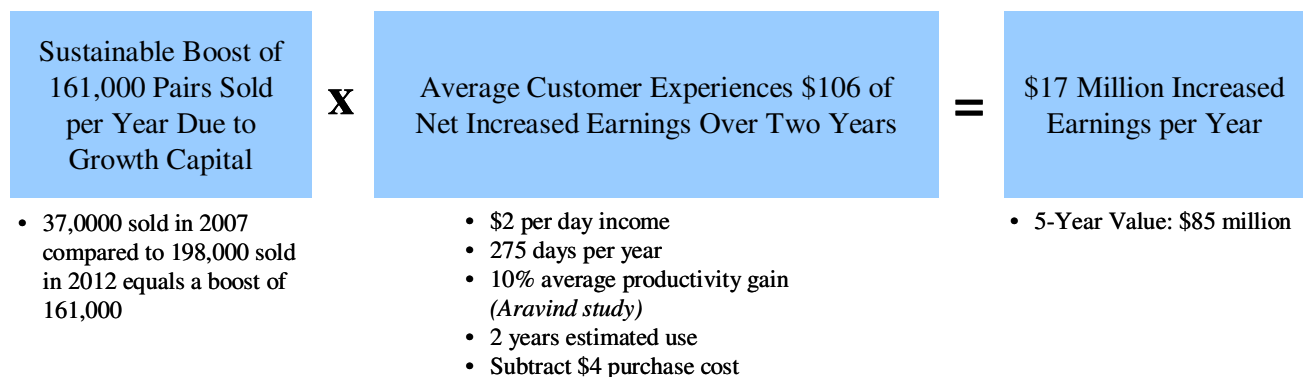 Sustainable Boost of
161,000 Pairs Sold
per Year Due to
Growth Capital
x
Average Customer Experiences $106 of
Net Increased Earnings Over Two Years
=
$17 Million Increased
Earnings per Year
• 37,0000 sold in 2007
compared to 198,000 sold
in 2012 equals a boost of
161,000
• $2 per day income
• 275 days per year
• 10% average productivity gain
(Aravind study)
• 2 years estimated use
• Subtract $4 purchase cost
• 5-Year Value: $85 million